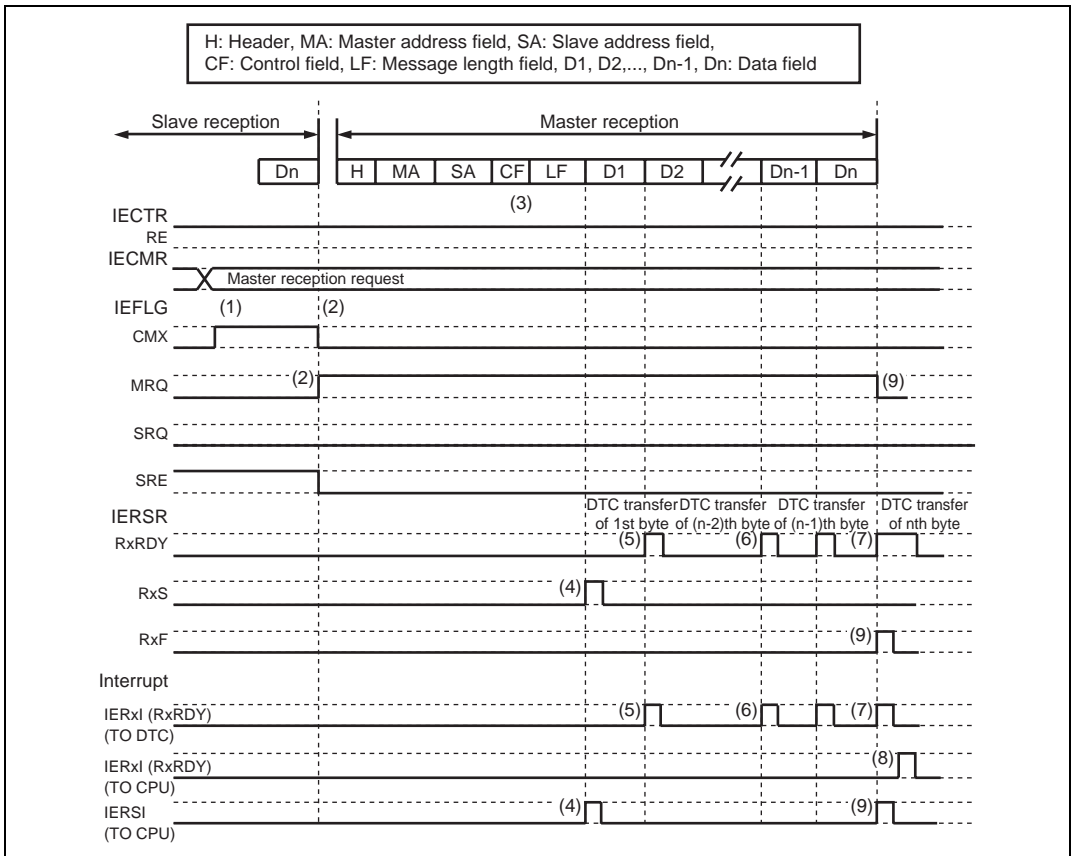 H: Header, MA: Master address field, SA: Slave address field,
CF: Control field, LF: Message length field, D1, D2,..., Dn-1, Dn: Data field
Slave reception
Master reception
Dn
H MA SA CF LF D1 D2 Dn-1 Dn
(3)
IECTR
RE
IECMR
Master reception request
IEFLG (1) (2)
CMX
MRQ (2) (9)
SRQ
SRE
IERSR
DTC transfer of 1st byte
DTC transfer of (n-2)th byte
DTC transfer of (n-1)th byte
DTC transfer of nth byte
RxRDY (5) (6) (7)
RxS (4)
RxF (9)
Interrupt
IERxI (RxRDY) (5) (6) (7)
(TO DTC)
IERxI (RxRDY) (8)
(TO CPU)
IERSI (4) (9)
(TO CPU)